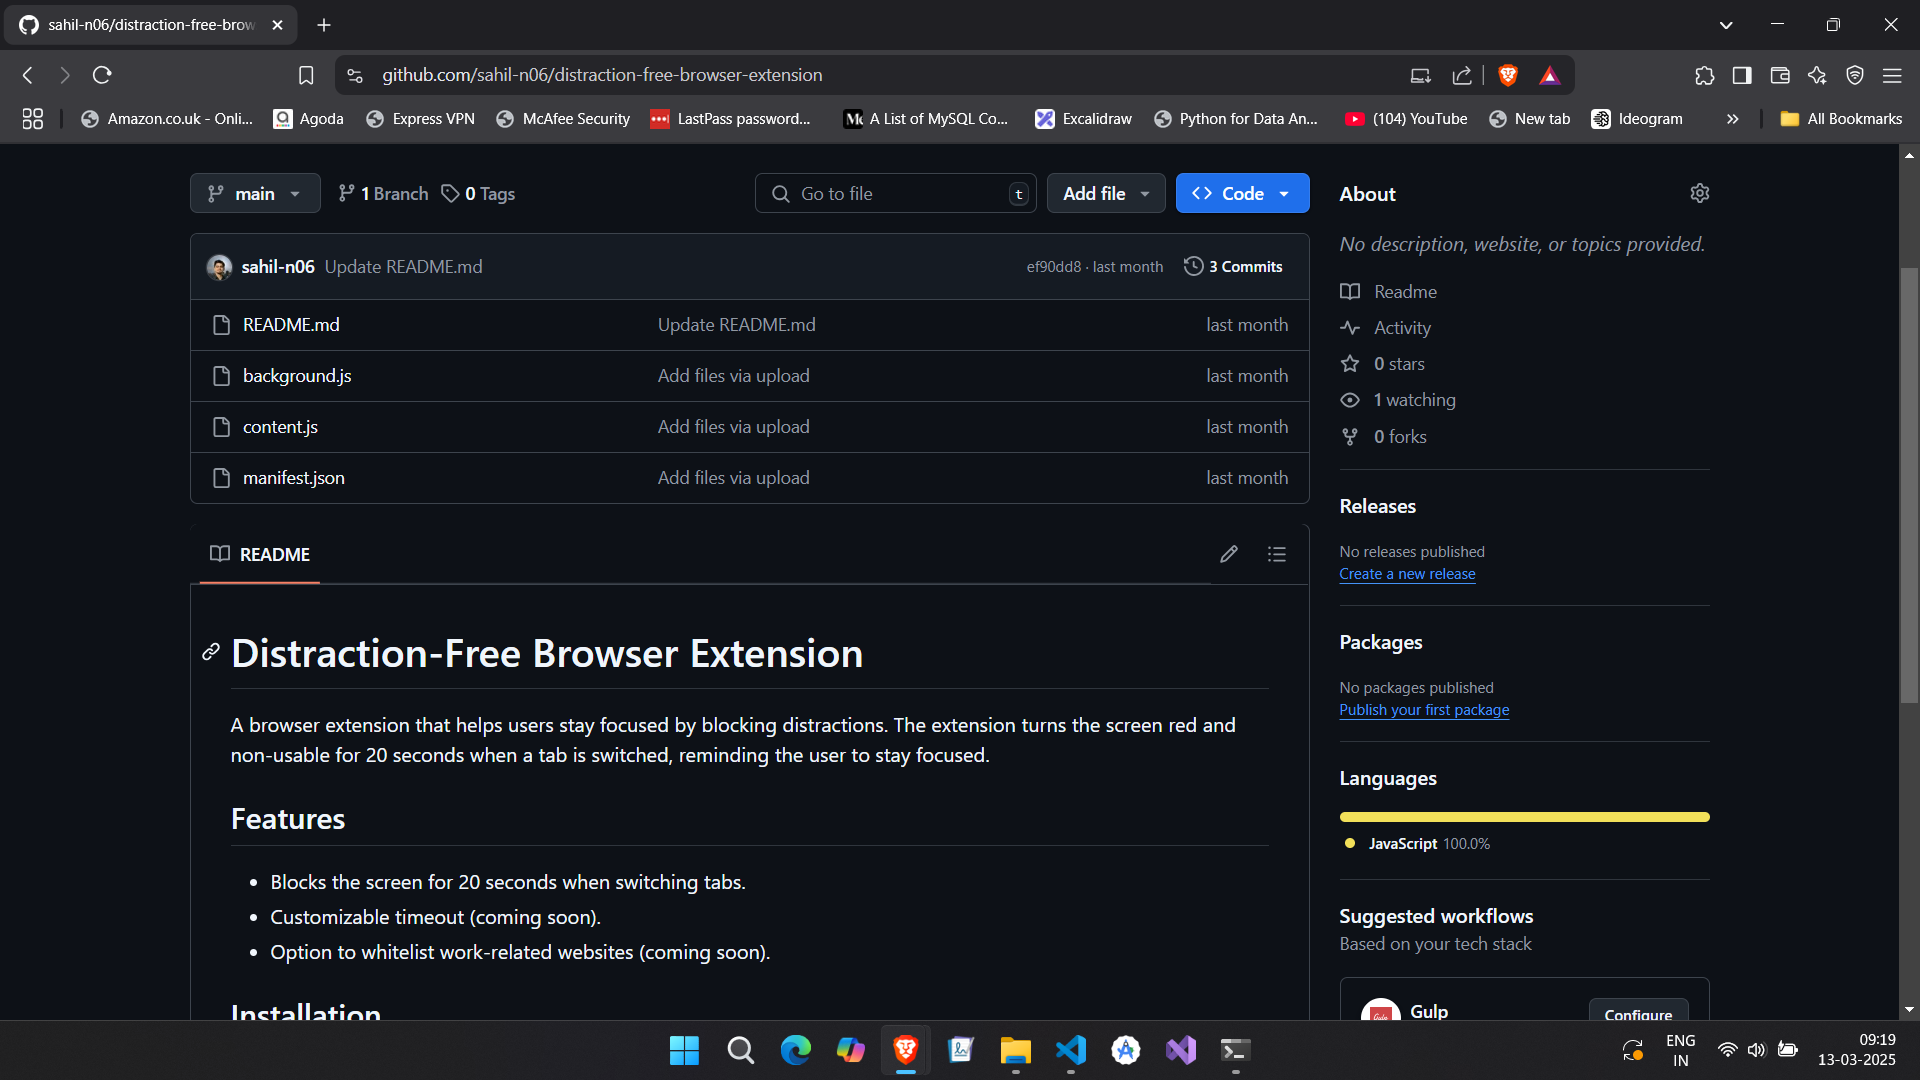 sahil-n06/distraction-free-brow
github.com/sahil-n06/distraction-free-browser-extension
Amazon.co.uk - Onli...
Agoda
Express VPN
McAfee Security
LastPass password...
A List of MySQL Co...
Excalidraw
Python for Data An...
(104) YouTube
New tab
Ideogram
»
All Bookmarks
main
1 Branch
0 Tags
Go to file
t
Add file
Code
sahil-n06 Update README.md
ef90dd8 · last month
3 Commits
README.md
Update README.md
last month
background.js
Add files via upload
last month
content.js
Add files via upload
last month
manifest.json
Add files via upload
last month
README
Distraction-Free Browser Extension
A browser extension that helps users stay focused by blocking distractions. The extension turns the screen red and
non-usable for 20 seconds when a tab is switched, reminding the user to stay focused.
Features
• Blocks the screen for 20 seconds when switching tabs.
• Customizable timeout (coming soon).
• Option to whitelist work-related websites (coming soon).
Installation
About
No description, website, or topics provided.
Readme
Activity
0 stars
1 watching
0 forks
Releases
No releases published
Create a new release
Packages
No packages published
Publish your first package
Languages
JavaScript 100.0%
Suggested workflows
Based on your tech stack
Gulp
Configure
ENG
IN
09:19
13-03-2025